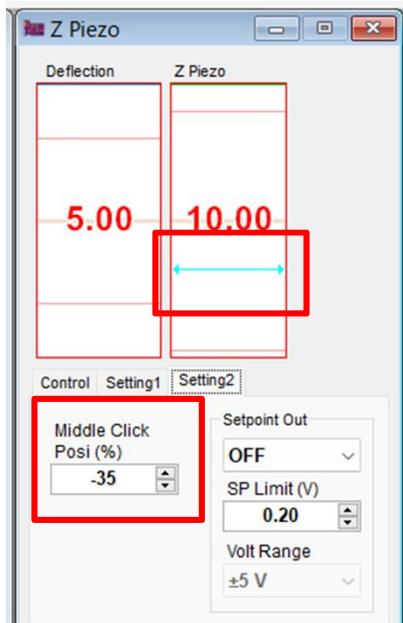 Z Piezo
Deflection Z Piezo
5.00 10.00
Control Setting1 Setting2
Middle Click
Posi (%)
-35
Setpoint Out
OFF
SP Limit (V)
0.20
Volt Range
±5 V